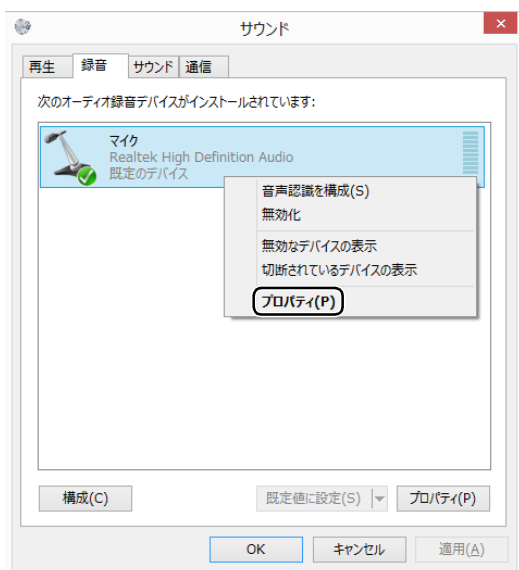 サウンド
再生 録音 サウンド 通信
次のオーディオ録音デバイスがインストールされています:
マイク
Realtek High Definition Audio
既定のデバイス
音声認識を構成(S)
無効化
無効なデバイスの表示
切断されているデバイスの表示
プロパティ(P)
構成(C) 既定値に設定(S) プロパティ(P)
OK キャンセル 適用(A)